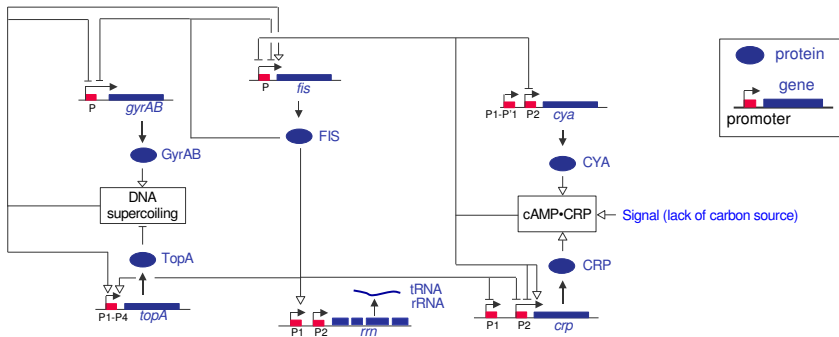 protein
gene
promoter
P
fis
P
gyrAB
P1-P'1
P2
cya
FIS
GyrAB
CYA
DNA
supercoiling
cAMP•CRP
Signal (lack of carbon source)
TopA
CRP
tRNA
rRNA
P1-P4
topA
P1
P2
rrn
P1
P2
crp